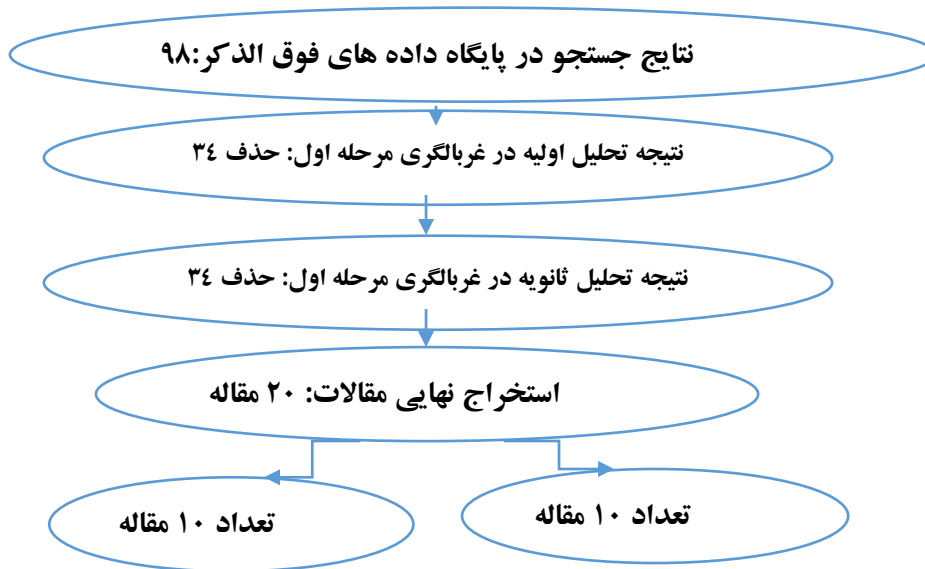 نتایج جستجو در پایگاه داده های فوق الذکر:۹۸
نتیجه تحلیل اولیه در غربالگری مرحله اول: حذف ۳٤
نتیجه تحلیل ثانویه در غربالگری مرحله اول: حذف ۳٤
استخراج نهایی مقالات: ۲۰ مقاله
تعداد ۱۰ مقاله
تعداد ۱۰ مقاله